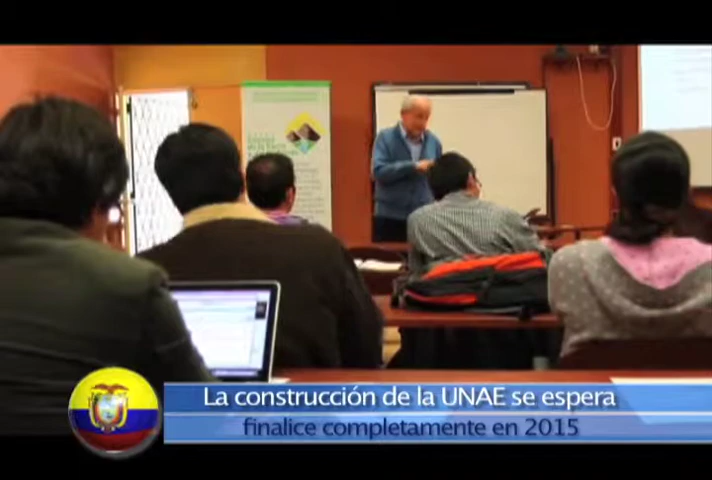 La construcción de la UNAE se espera
finalice completamente en 2015